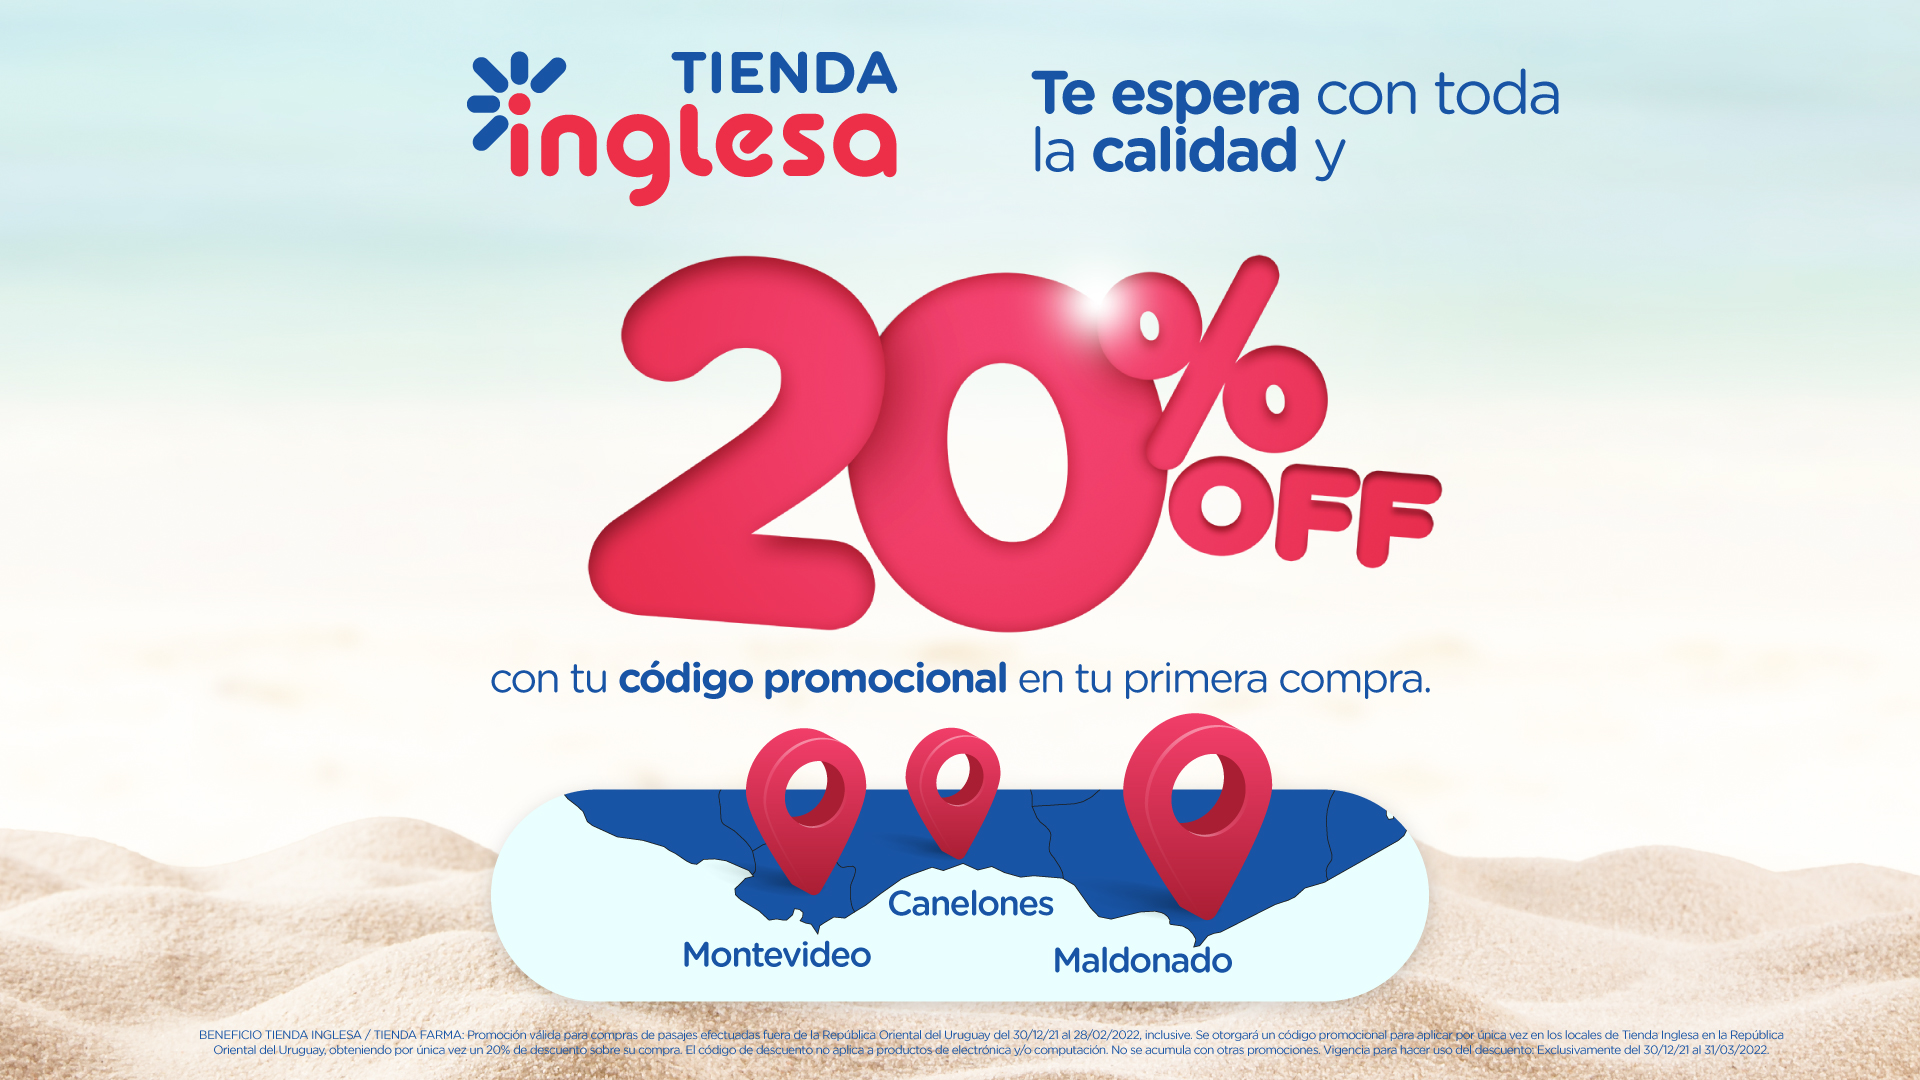 TIENDA
inglesa
Te espera con toda
la calidad y
20%
OFF
con tu código promocional en tu primera compra.
Canelones
Montevideo
Maldonado
BENEFICIO TIENDA INGLESA / TIENDA FARMA: Promoción válida para compras de pasajes efectuadas fuera de la República Oriental del Uruguay del 30/12/21 al 28/02/2022, inclusive. Se otorgará un código promocional para aplicar por única vez en los locales de Tienda Inglesa en la República
Oriental del Uruguay, obteniendo por única vez un 20% de descuento sobre su compra. El código de descuento no aplica a productos de electrónica y/o computación. No se acumula con otras promociones. Vigencia para hacer uso del descuento: Exclusivamente del 30/12/21 al 31/03/2022.